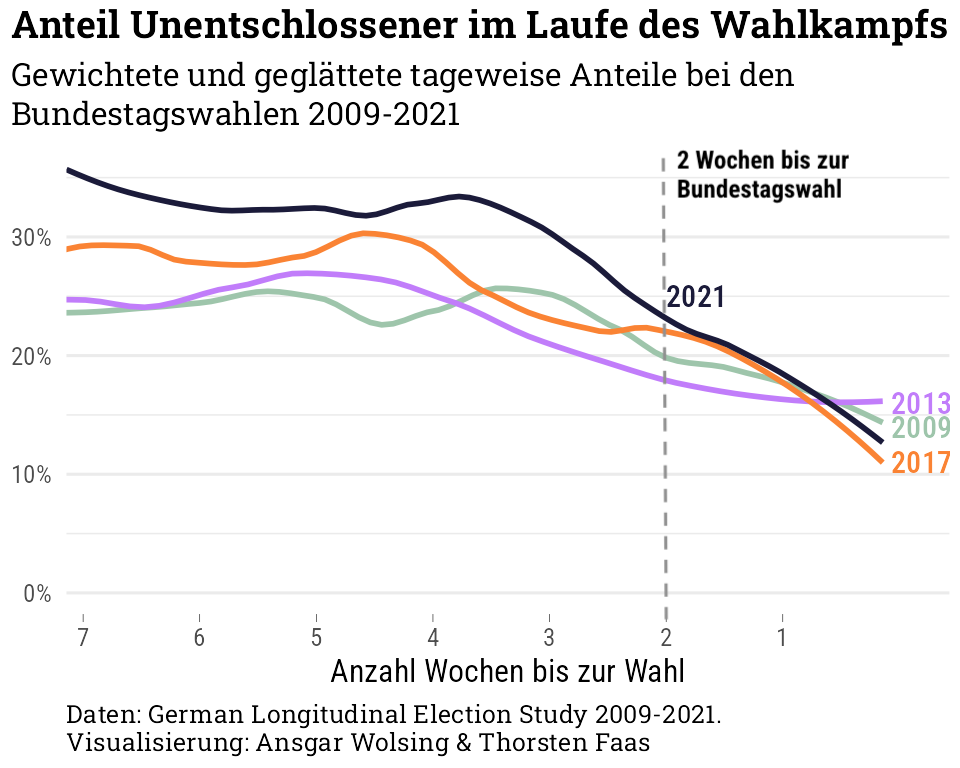 Anteil Unentschlossener im Laufe des Wahlkampfs
Gewichtete und geglättete tageweise Anteile bei den
Bundestagswahlen 2009-2021
2 Wochen bis zur
Bundestagswahl
30%
20%
10%
0%
2021
2013
2009
2017
7 6 5 4 3 2 1
Anzahl Wochen bis zur Wahl
Daten: German Longitudinal Election Study 2009-2021.
Visualisierung: Ansgar Wolsing & Thorsten Faas